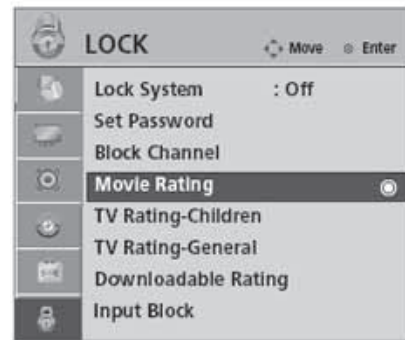 LOCK Move Enter
Lock System : Off
Set Password
Block Channel
Movie Rating
TV Rating-Children
TV Rating-General
Downloadable Rating
Input Block